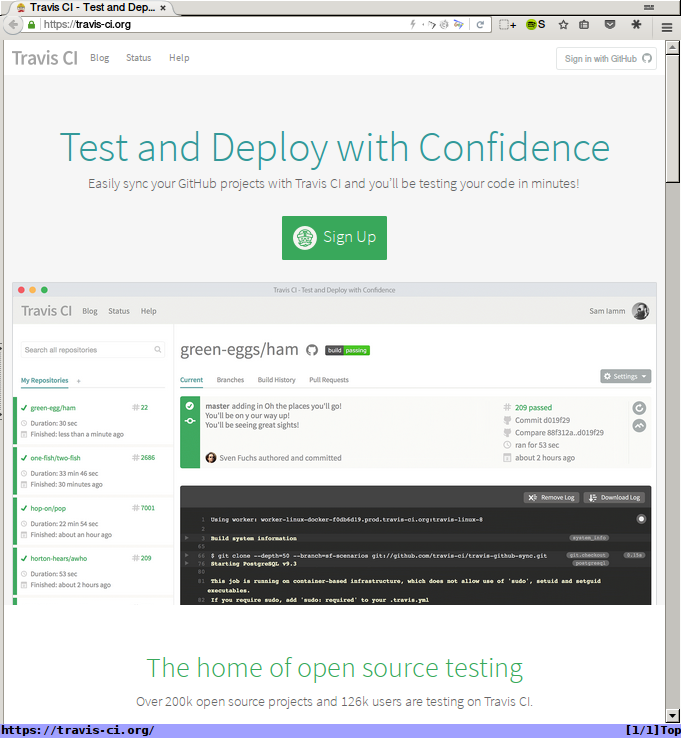 Travis CI - Test and Dep...
https://travis-ci.org
S
Travis CI Blog Status Help Sign in with GitHub
Test and Deploy with Confidence
Easily sync your GitHub projects with Travis CI and you'll be testing your code in minutes!
Sign Up
Travis CI - Test and Deploy with Confidence
Travis CI Blog Status Help Sam Iamm
Search all repositories
green-eggs/ham build passing
My Repositories +
Current Branches Build History Pull Requests Settings
green-egg/ham # 22
Duration: 30 sec
Finished: less than a minute ago
one-fish/two-fish # 2686
Duration: 33 min 46 sec
Finished: 30 minutes ago
hop-on/pop # 7001
Duration: 22 min 54 sec
Finished: about an hour ago
horton-hears/awho # 209
Duration: 53 sec
Finished: about 2 hours ago
master adding in Oh the places you'll go!
You'll be on y our way up!
You'll be seeing great sights!
Sven Fuchs authored and committed
# 209 passed
Commit d019f29
Compare 88f312a..d019f29
ran for 53 sec
about 2 hours ago
Remove Log Download Log
1 Using worker: worker-linux-docker-f0db6d19.prod.travis-ci.org:travis-linux-8
2
3 Build system information system_info
65
66 $ git clone --depth=50 --branch=sf-scenarios git://github.com/travis-ci/travis-github-sync.git git.checkout
76 Starting PostgreSQL v9.3 postgresql
80
81 This job is running on container-based infrastructure, which does not allow use of 'sudo', setuid and setguid
executables.
82 If you require sudo, add 'sudo: required' to your .travis.yml
The home of open source testing
Over 200k open source projects and 126k users are testing on Travis CI.
https://travis-ci.org/ [1/1]Top